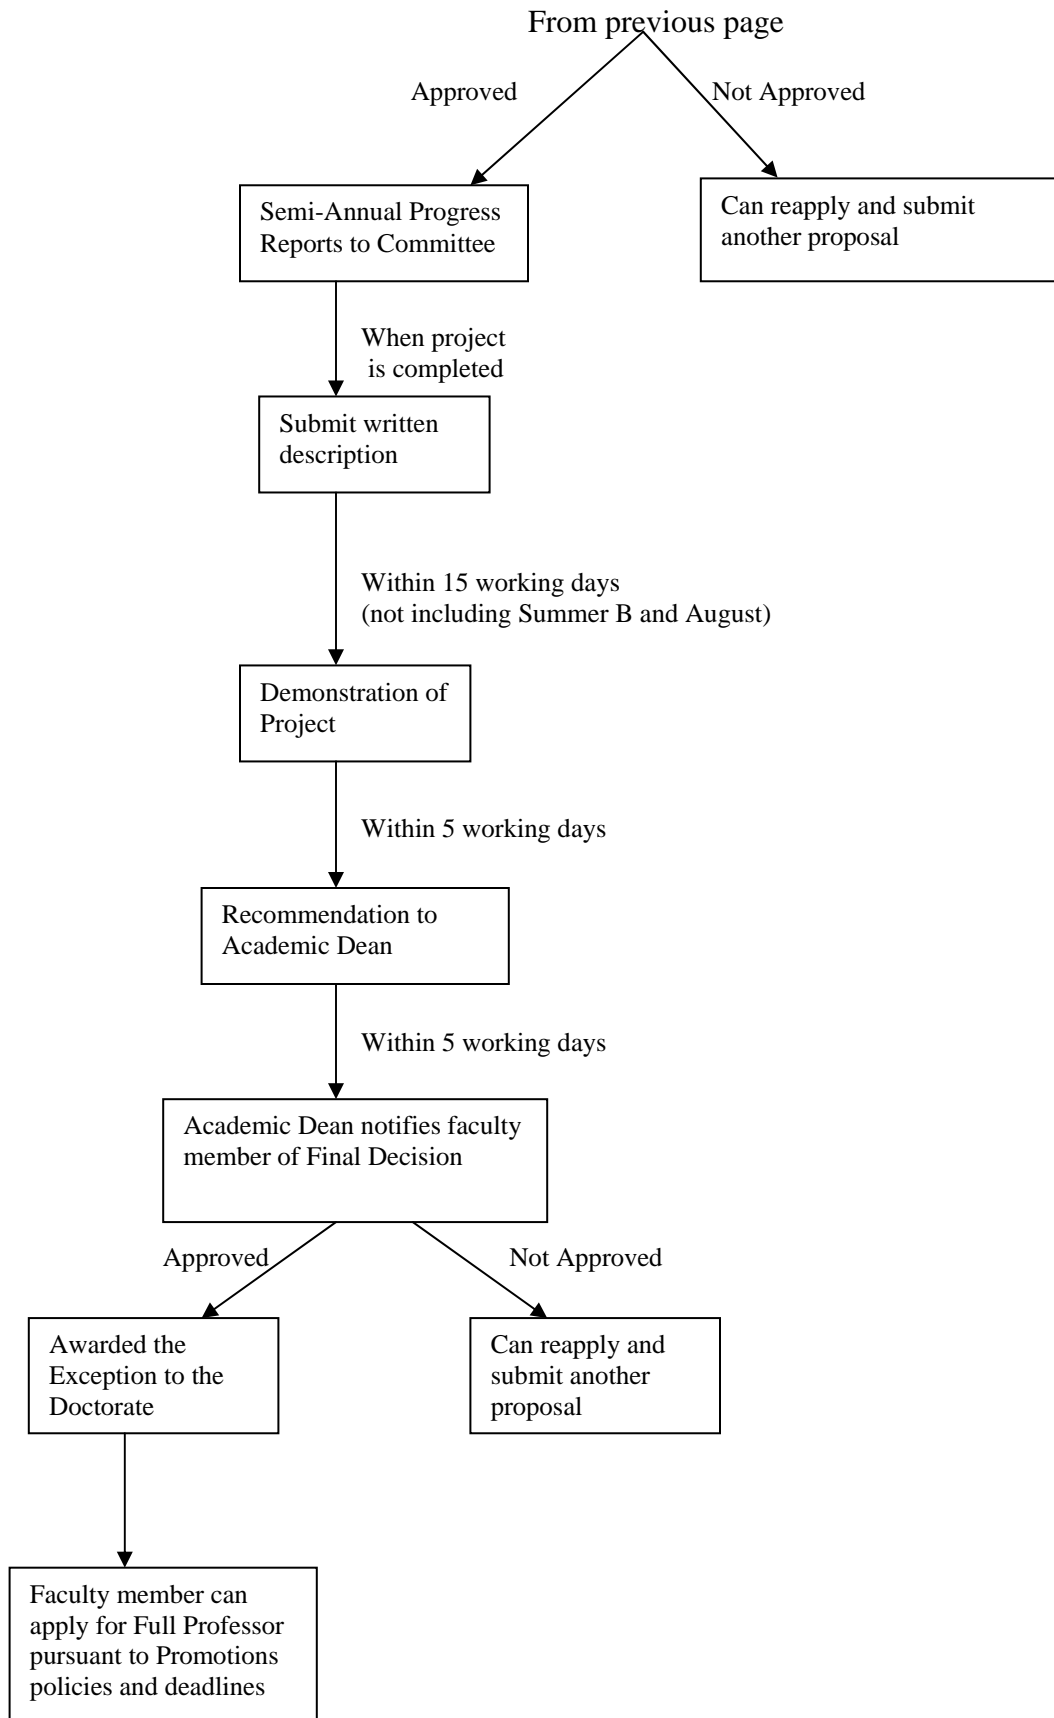 From previous page
Approved
Not Approved
Semi-Annual Progress
Reports to Committee
Can reapply and submit
another proposal
When project
is completed
Submit written
description
Within 15 working days
(not including Summer B and August)
Demonstration of
Project
Within 5 working days
Recommendation to
Academic Dean
Within 5 working days
Academic Dean notifies faculty
member of Final Decision
Approved
Not Approved
Awarded the
Exception to the
Doctorate
Can reapply and
submit another
proposal
Faculty member can
apply for Full Professor
pursuant to Promotions
policies and deadlines